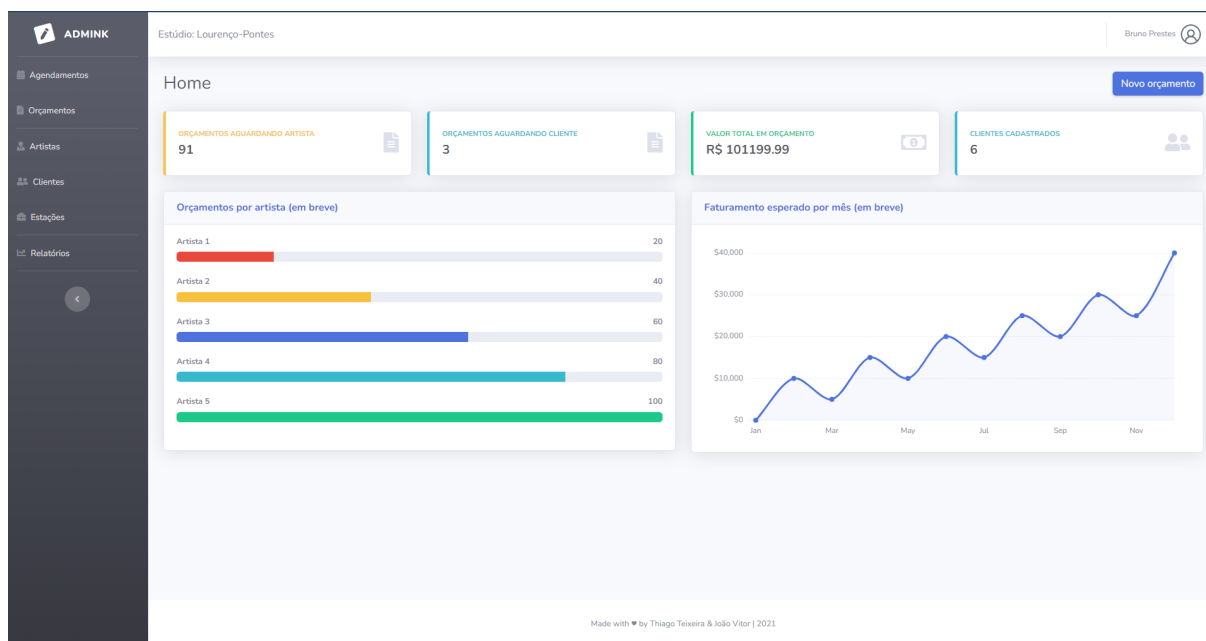 ADMINK
Estúdio: Lourenço-Pontes
Bruno Prestes
Agendamentos
Orçamentos
Artistas
Clientes
Estações
Relatórios
Home
Novo orçamento
ORÇAMENTOS AGUARDANDO ARTISTA
91
ORÇAMENTOS AGUARDANDO CLIENTE
3
VALOR TOTAL EM ORÇAMENTO
R$ 101199.99
CLIENTES CADASTRADOS
6
Orçamentos por artista (em breve)
Artista 1 20
Artista 2 40
Artista 3 60
Artista 4 80
Artista 5 100
Faturamento esperado por mês (em breve)
$40,000
$30,000
$20,000
$10,000
$0
Jan Mar May Jul Sep Nov
Made with ♥ by Thiago Teixeira & João Vitor | 2021